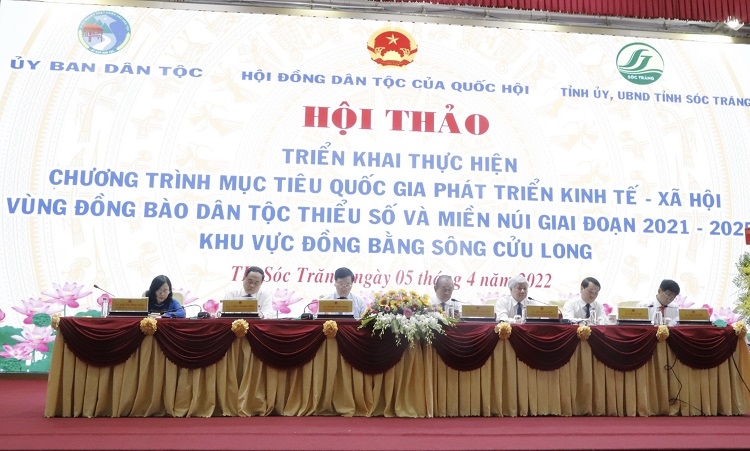 ỦY BAN DÂN TỘC
HỘI ĐỒNG DÂN TỘC CỦA QUỐC HỘI
SÓC TRĂNG
TỈNH ỦY, UBND TỈNH SÓC TRĂNG
HỘI THẢO
TRIỂN KHAI THỰC HIỆN
CHƯƠNG TRÌNH MỤC TIÊU QUỐC GIA PHÁT TRIỂN KINH TẾ - XÃ HỘI
VÙNG ĐỒNG BÀO DÂN TỘC THIỂU SỐ VÀ MIỀN NÚI GIAI ĐOẠN 2021 - 2025
KHU VỰC ĐỒNG BẰNG SÔNG CỬU LONG
TP. Sóc Trăng, ngày 05 tháng 4 năm 2022